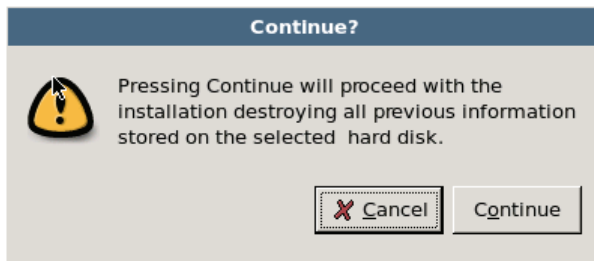 Continue?
Pressing Continue will proceed with the
installation destroying all previous information
stored on the selected  hard disk.
Cancel
Continue